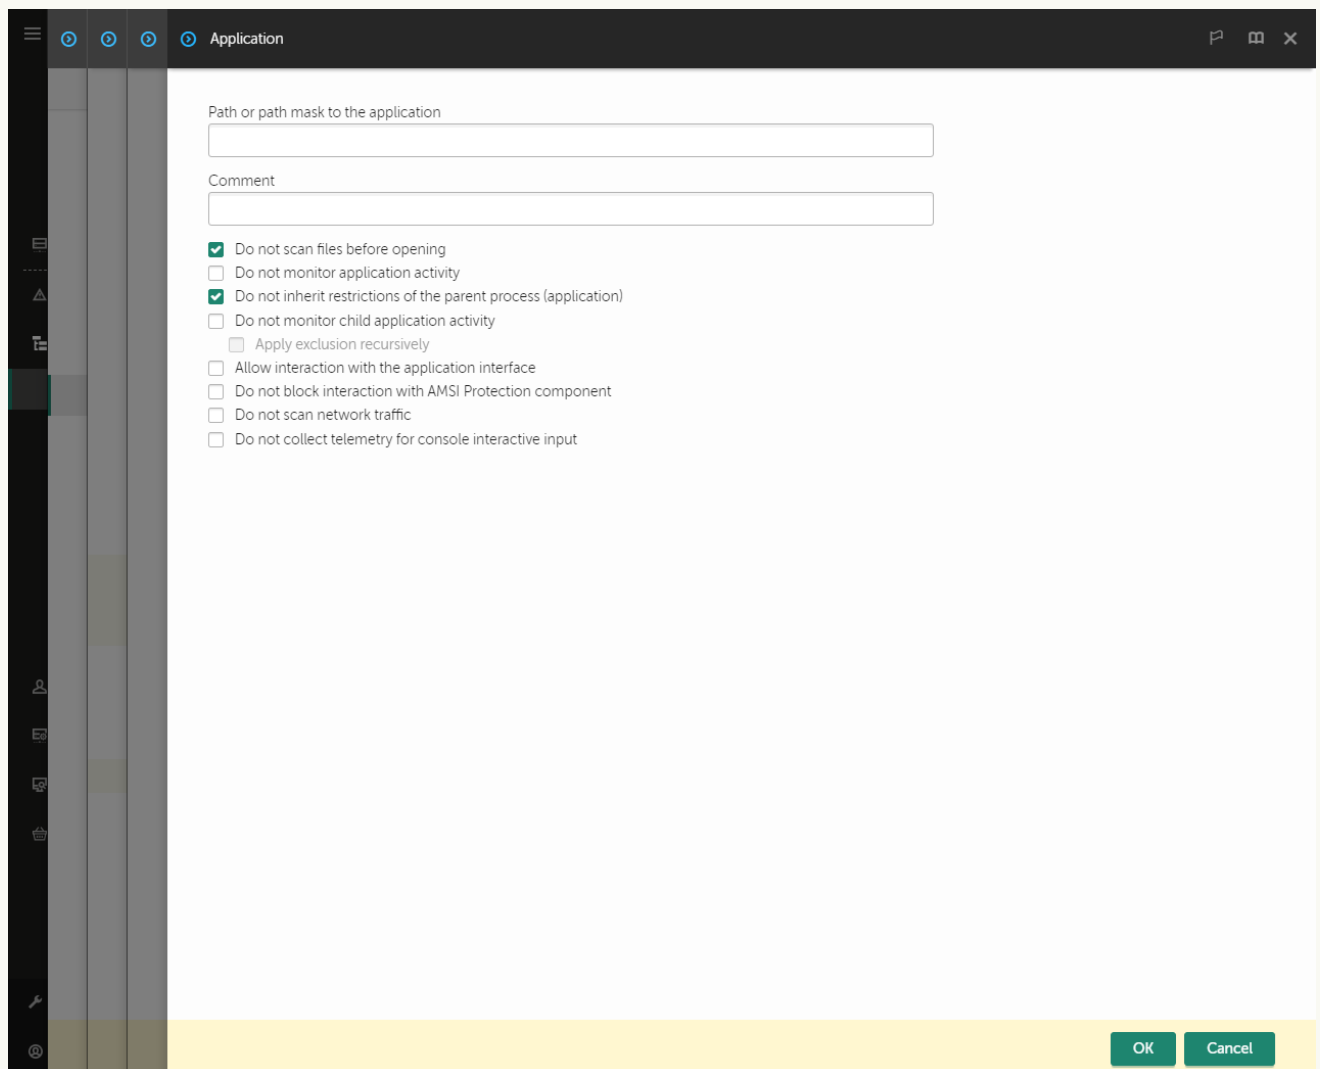 Application
Path or path mask to the application
Comment
Do not scan files before opening
Do not monitor application activity
Do not inherit restrictions of the parent process (application)
Do not monitor child application activity
Apply exclusion recursively
Allow interaction with the application interface
Do not block interaction with AMSI Protection component
Do not scan network traffic
Do not collect telemetry for console interactive input
OK Cancel